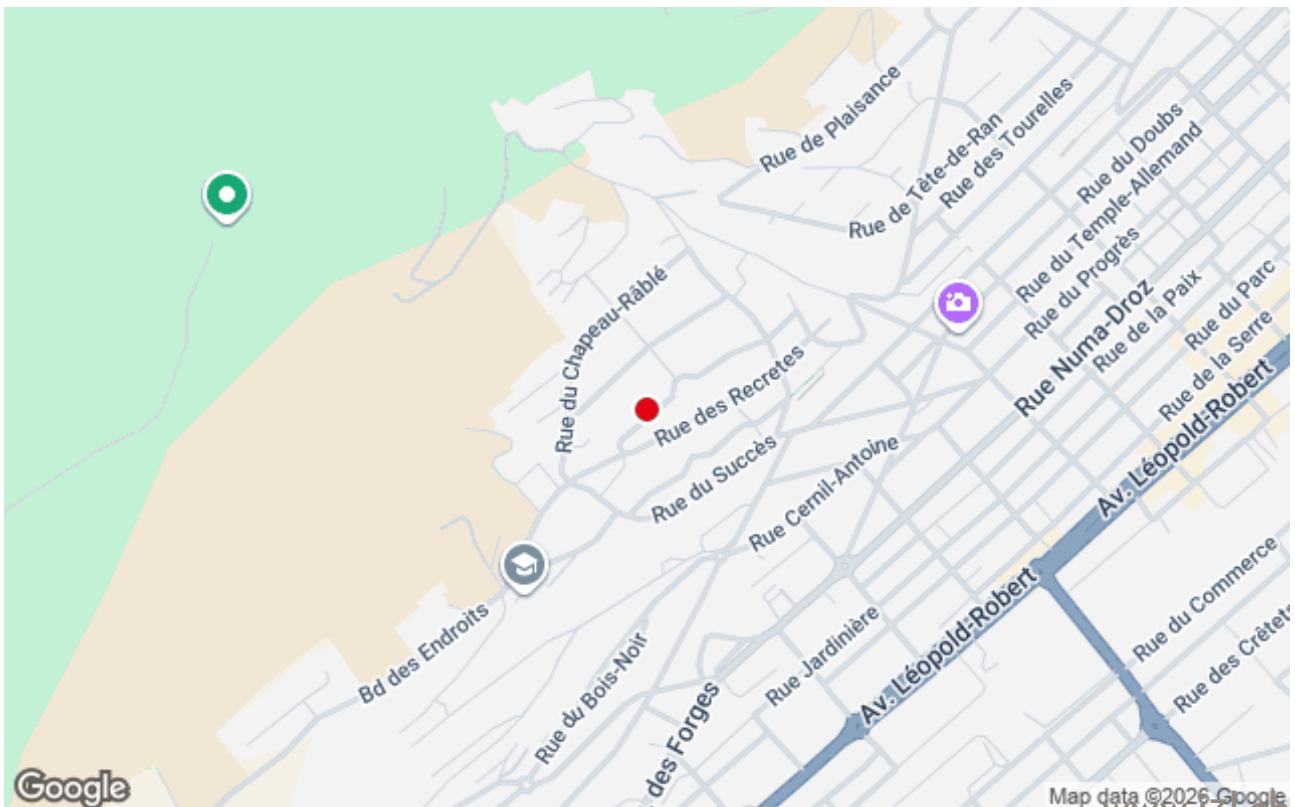 Rue de Plaisance
Rue de Tête-de-Ran
Rue des Tourelles
Rue du Doubs
Rue du Temple-Allemand
Rue du Progrès
Rue Numa-Droz
Rue de la Paix
Rue du Parc
Rue de la Serre
Av. Léopold-Robert
Rue du Chapeau-Râblé
Rue des Recretes
Rue du Succès
Rue Cernil-Antoine
Bd des Endroits
Rue du Bois-Noir
des Forges
Rue Jardinière
Av. Léopold-Robert
Rue du Commerce
Rue des Crêtets
Google
Map data ©2026 Google